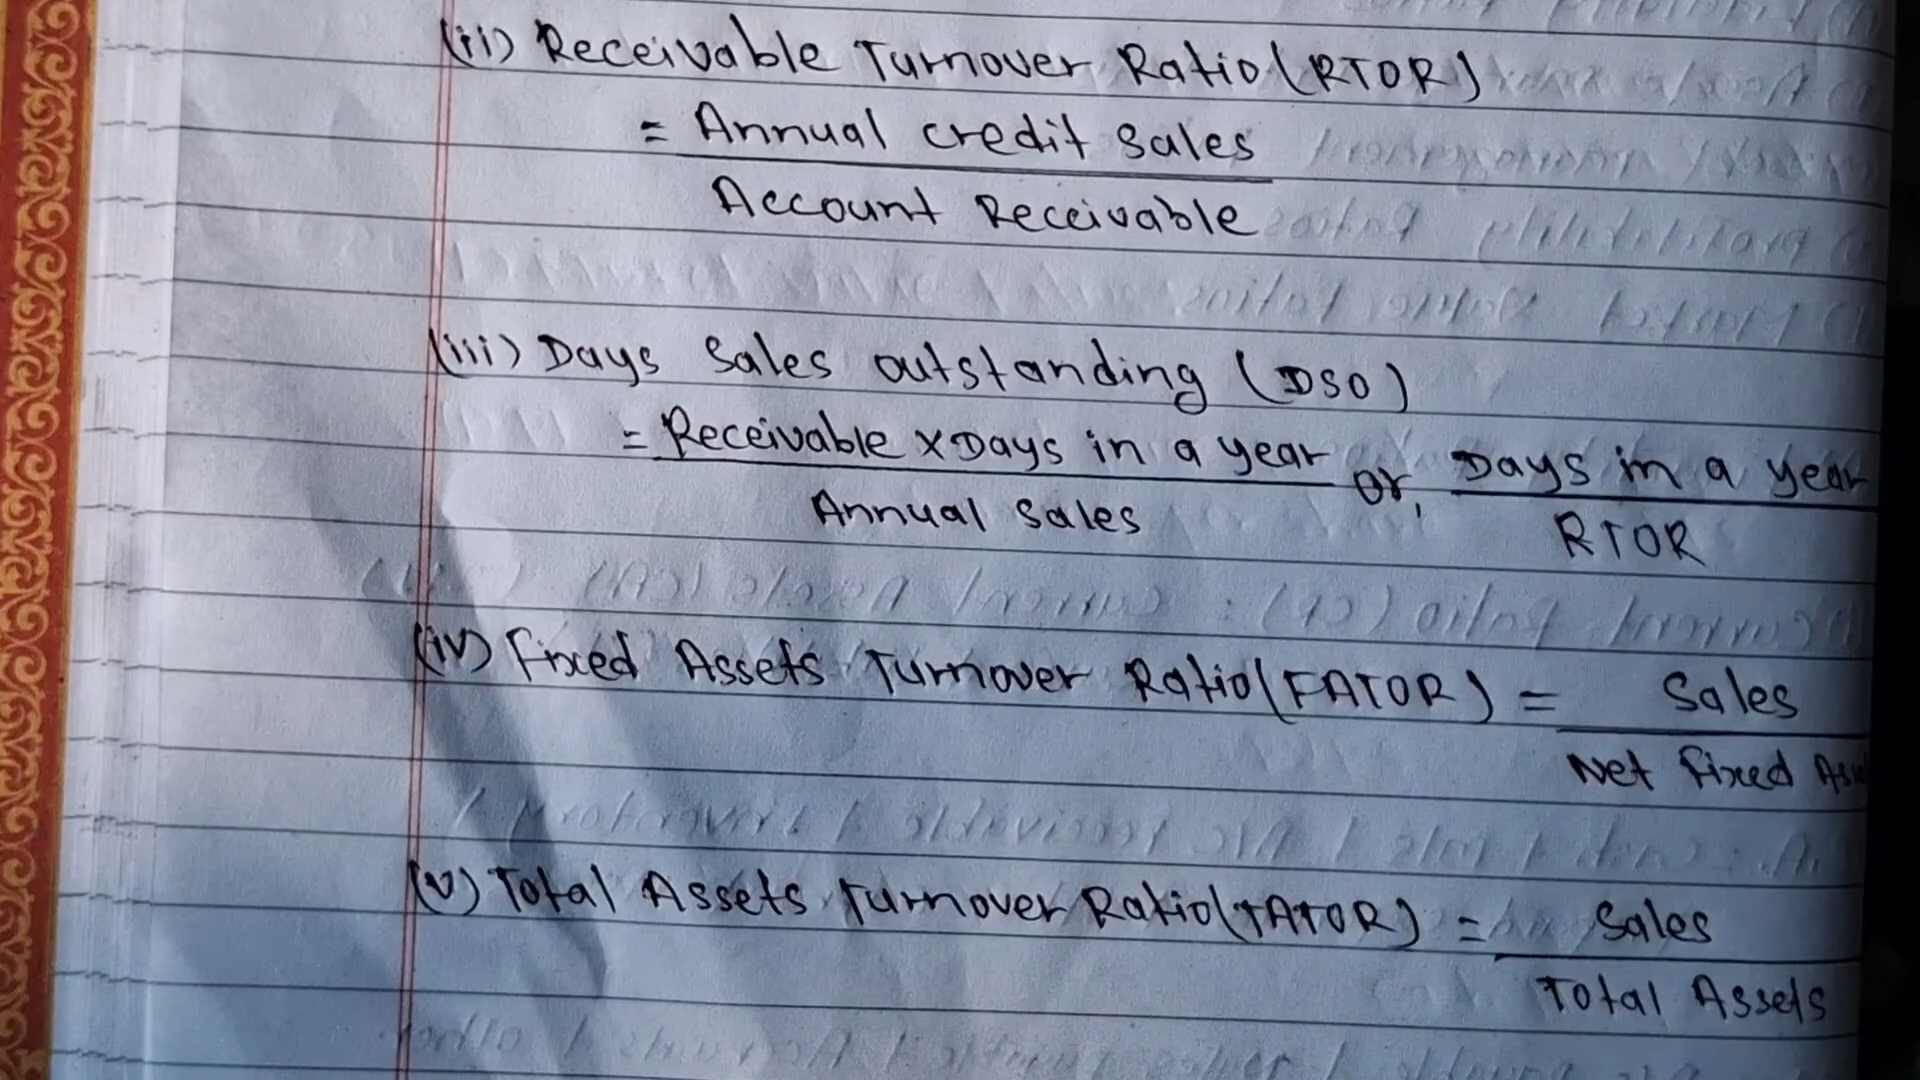 (ii) Receivable Turnover Ratio (RTOR)
= Annual credit sales
Account Receivable
(iii) Days sales outstanding (DSO)
= Receivable × Days in a year or, Days in a year
Annual sales RTOR
(iv) Fixed Assets Turnover Ratio (FATOR) = Sales
Net fixed
(v) Total Assets Turnover Ratio (TATOR) = Sales
Total Assets